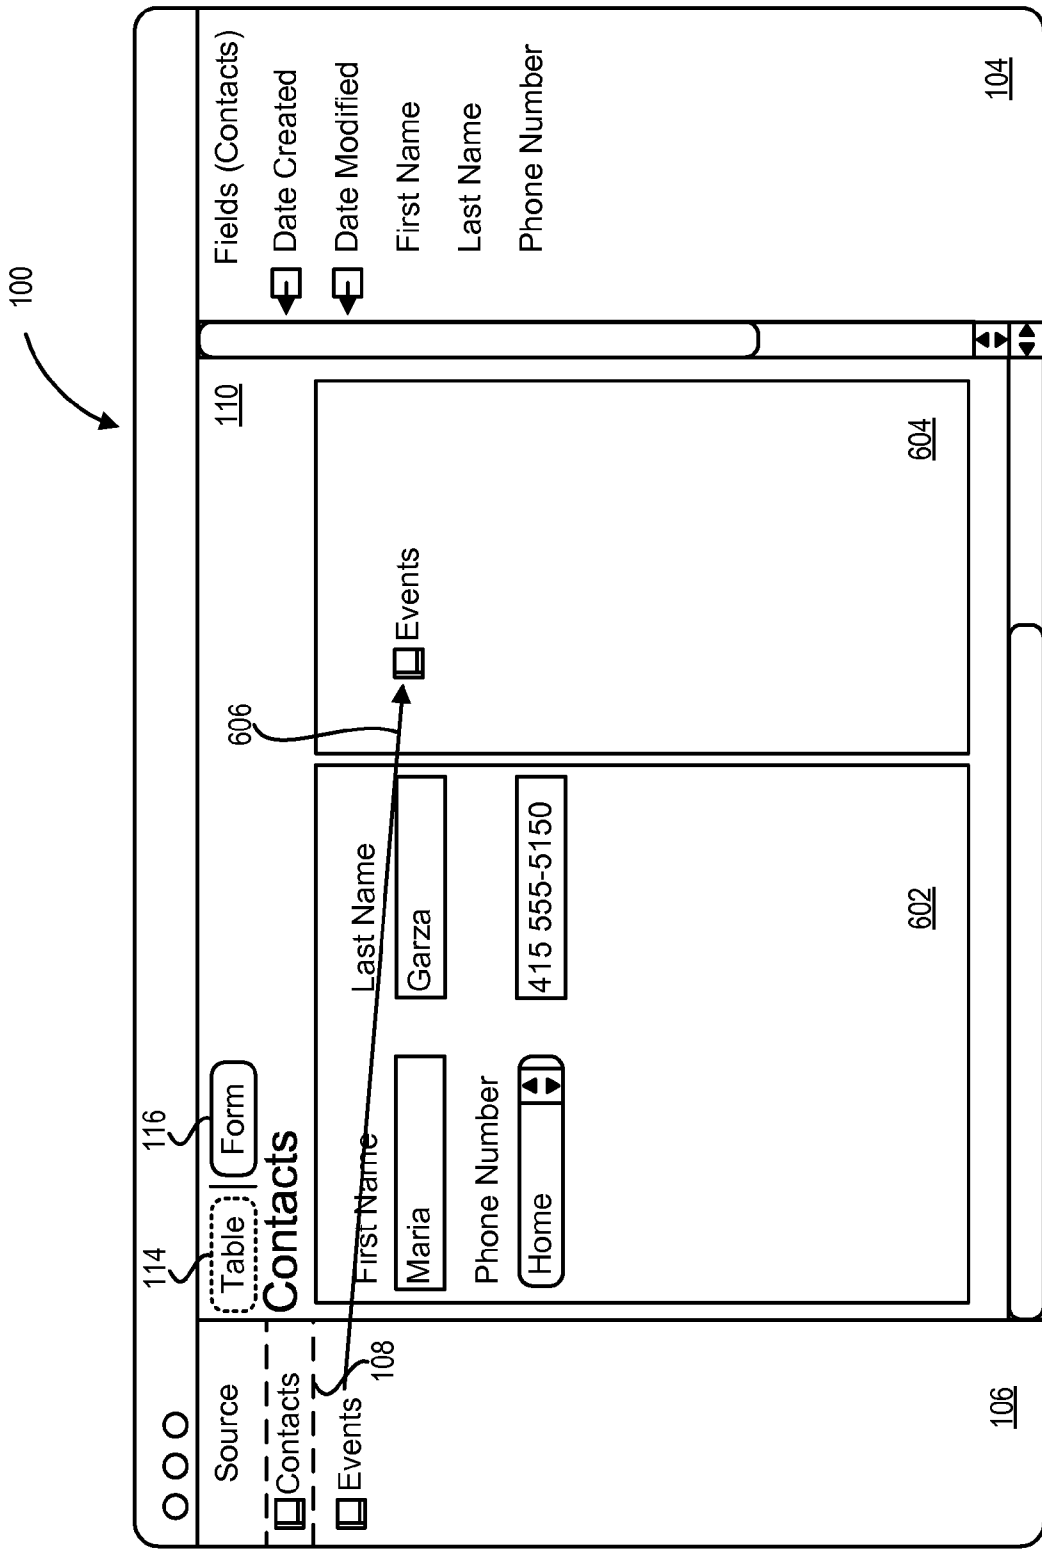 100
114
116
606
Source
Contacts
Events
108
106
Table | Form
110
Contacts
First Name
Last Name
Maria
Garza
Phone Number
Home
415 555-5150
602
Events
604
Fields (Contacts)
Date Created
Date Modified
First Name
Last Name
Phone Number
104